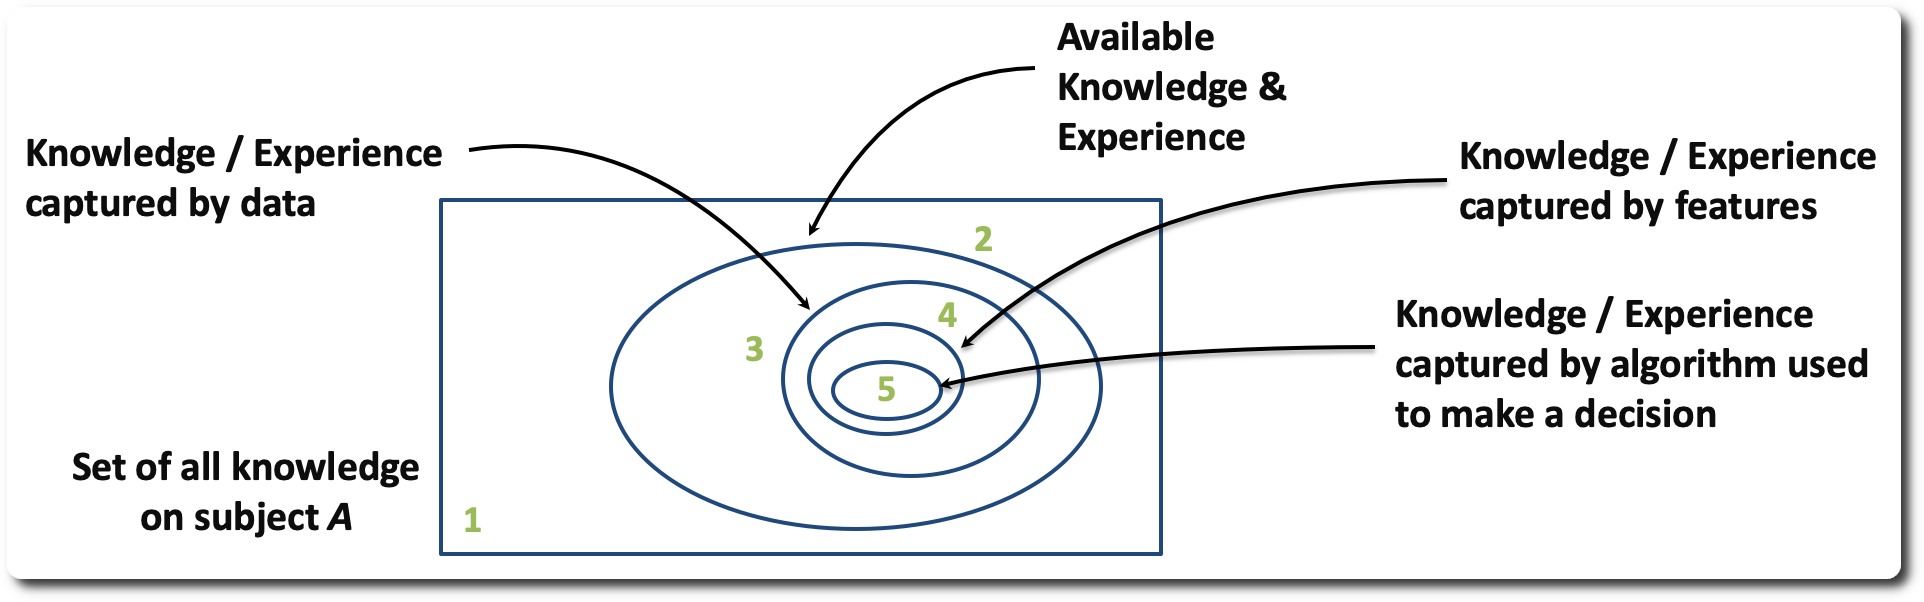 Available
Knowledge &
Experience
Knowledge / Experience
captured by data
Knowledge / Experience
captured by features
2
4
3
5
Knowledge / Experience
captured by algorithm used
to make a decision
Set of all knowledge
on subject A
1